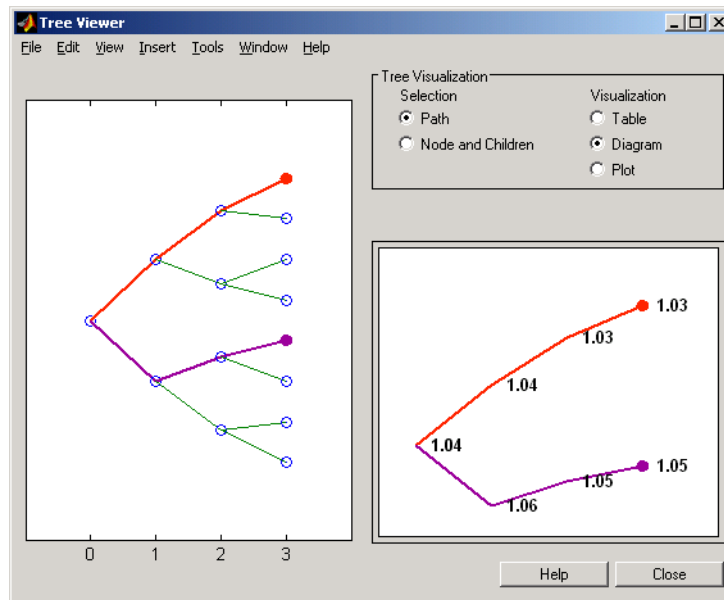 Tree Viewer
File Edit View Insert Tools Window Help
Tree Visualization
Selection
Visualization
Path
Table
Node and Children
Diagram
Plot
1.03
1.03
1.04
1.04
1.05
1.05
1.06
0 1 2 3
Help
Close